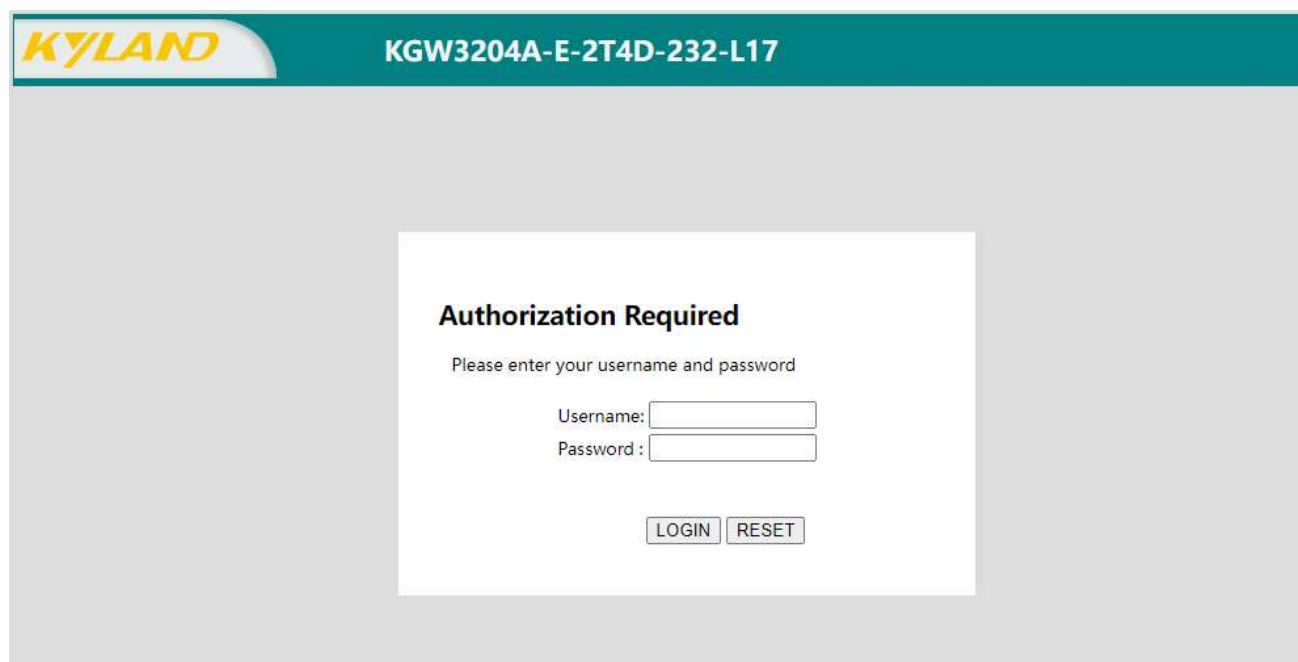 KYLAND
KGW3204A-E-2T4D-232-L17
Authorization Required
Please enter your username and password
Username:
Password :
LOGIN RESET